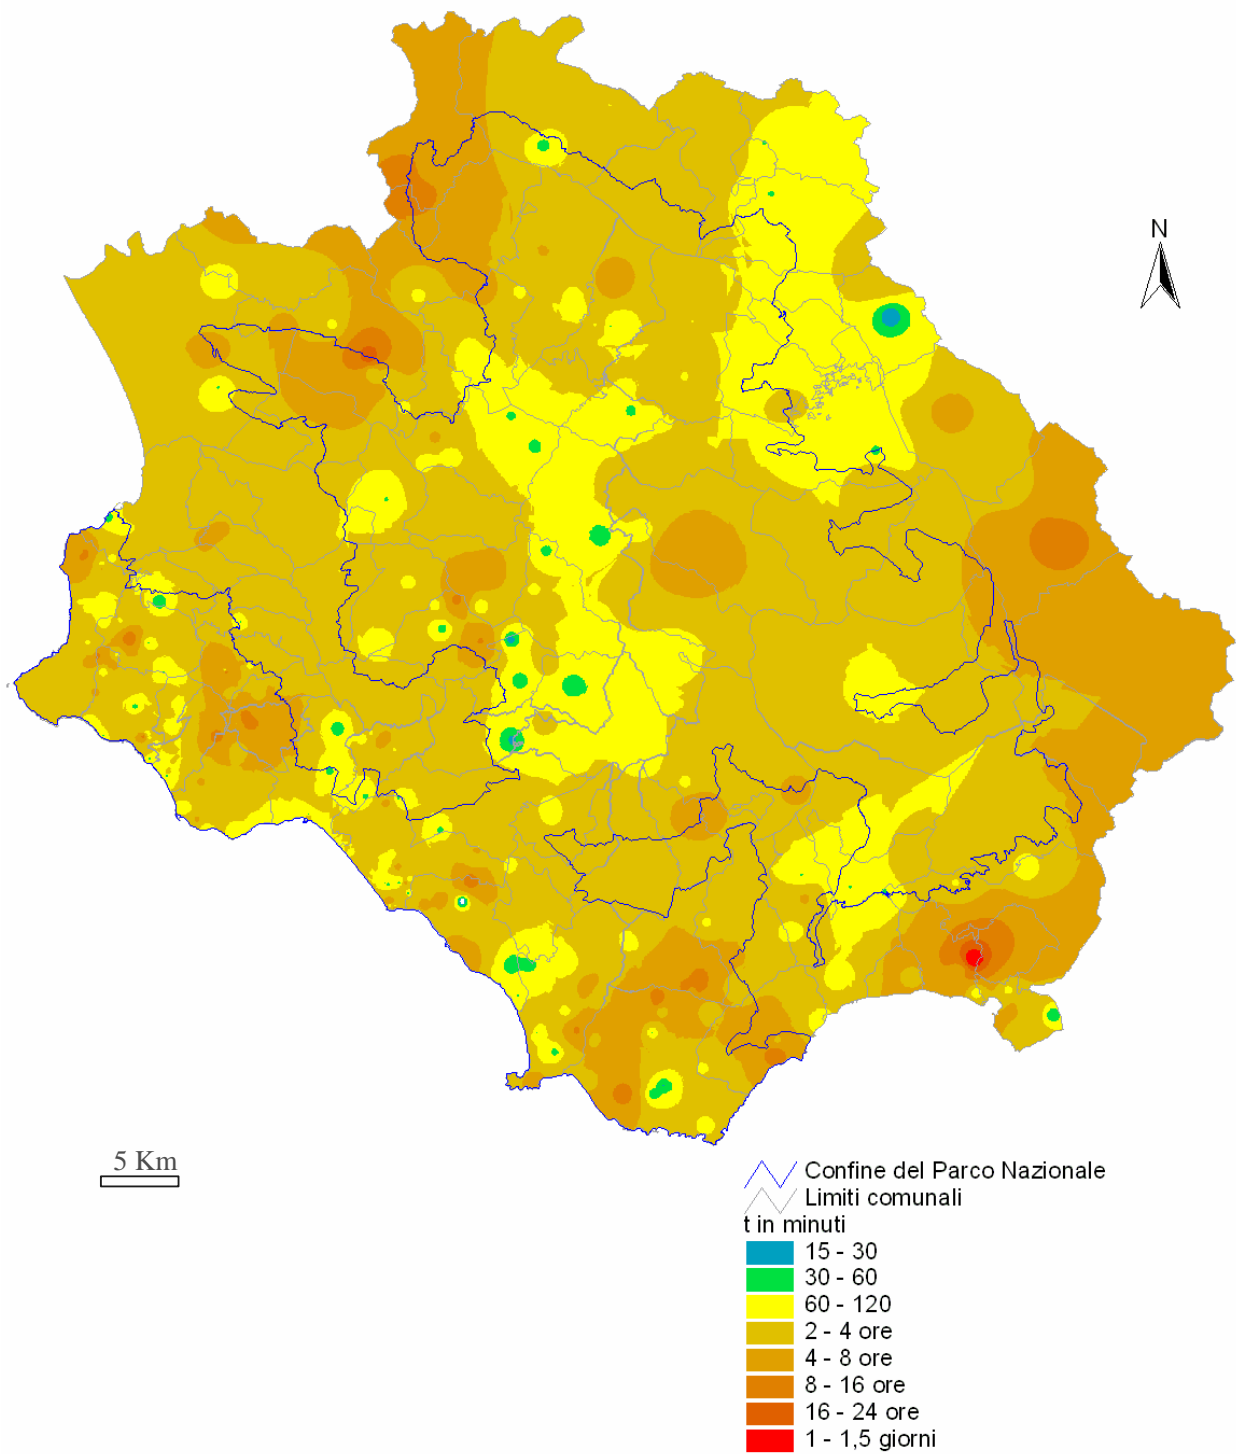 N
5 Km
Confine del Parco Nazionale
Limiti comunali
t in minuti
15 - 30
30 - 60
60 - 120
2 - 4 ore
4 - 8 ore
8 - 16 ore
16 - 24 ore
1 - 1,5 giorni